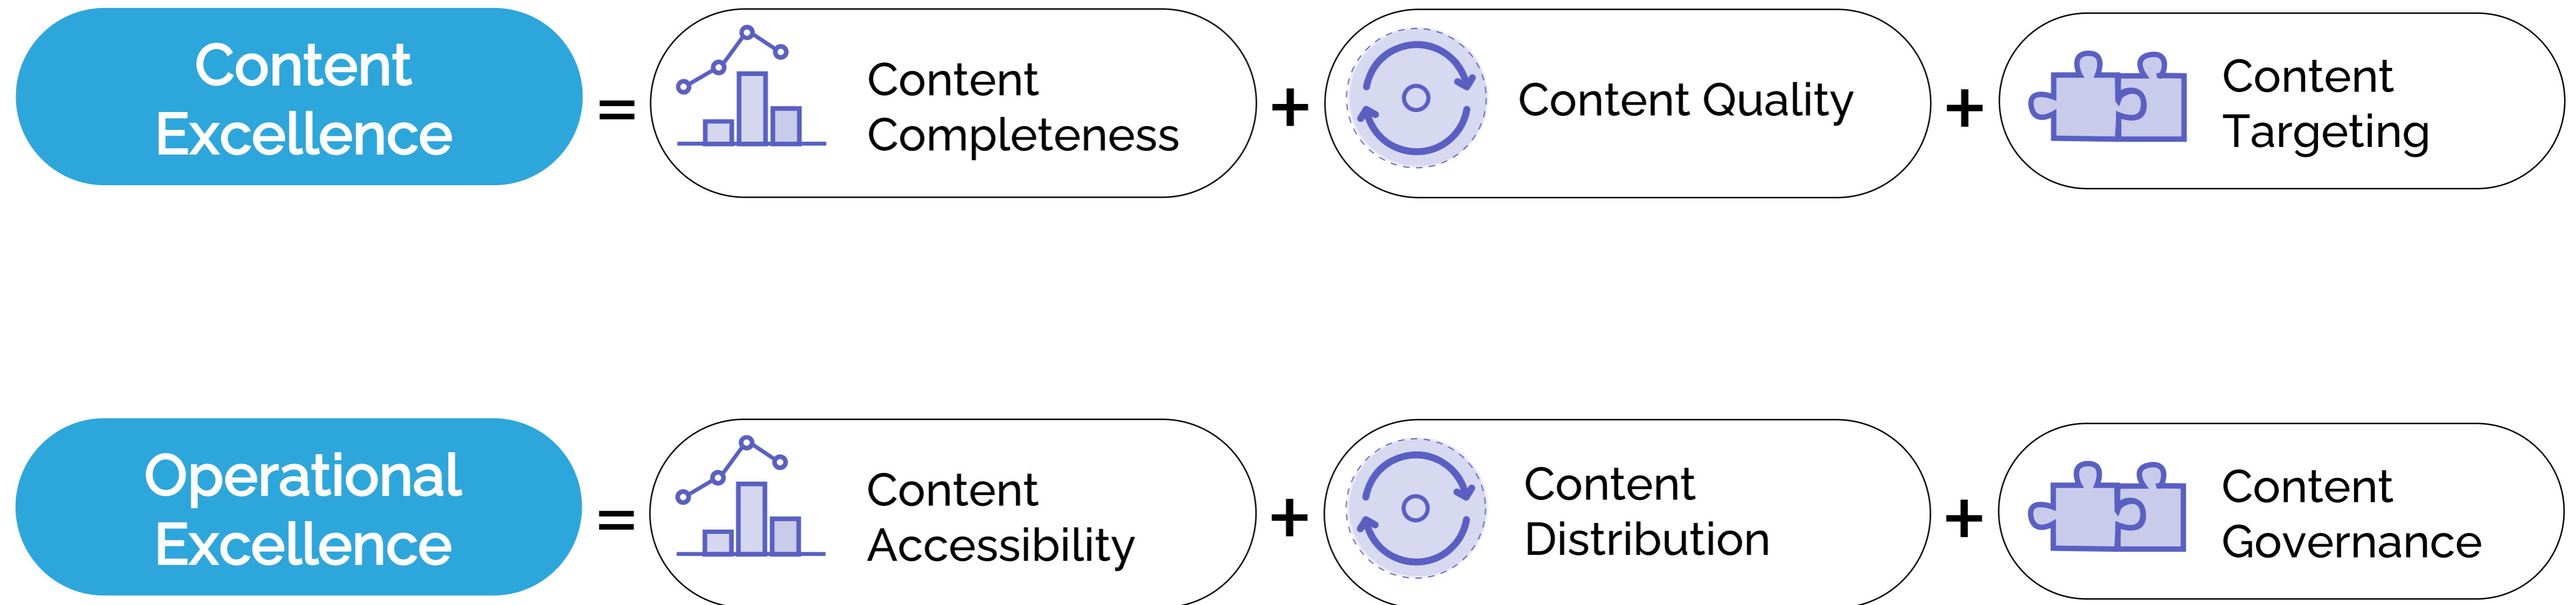 Content
Excellence
=
Content
Completeness
+
Content Quality
+
Content
Targeting
Operational
Excellence
=
Content
Accessibility
+
Content
Distribution
+
Content
Governance